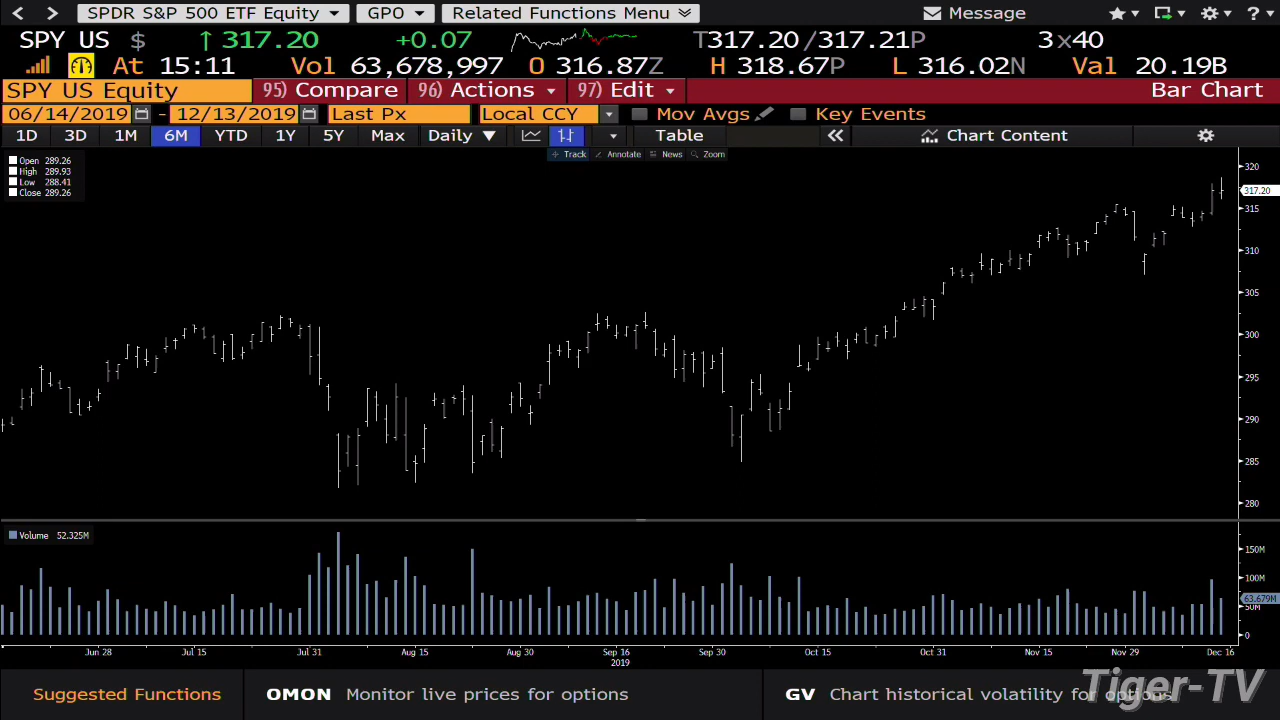 SPDR S&P 500 ETF Equity GPO Related Functions Menu Message ?
SPY US $ ↑ 317.20 +0.07 T317.20/317.21P 3x40
At 15:11 Vol 63,678,997 O 316.87Z H 318.67P L 316.02N Val 20.19B
SPY US Equity 95) Compare 96) Actions 97) Edit Bar Chart
06/14/2019 - 12/13/2019 Last Px Local CCY Mov Avgs Key Events
1D 3D 1M 6M YTD 1Y 5Y Max Daily ▼ Table Chart Content
Track Annotate News Zoom
Open 289.26
High 289.93
Low 288.41
Close 289.26
320
317.20
315
310
305
300
295
290
285
280
Volume 52.325M
150M
100M
63.679M
50M
0
Jun 28 Jul 15 Jul 31 Aug 15 Aug 30 Sep 16 Sep 30 Oct 15 Oct 31 Nov 15 Nov 29 Dec 16
2019
Suggested Functions OMON Monitor live prices for options GV Chart historical volatility for options
Tiger-TV